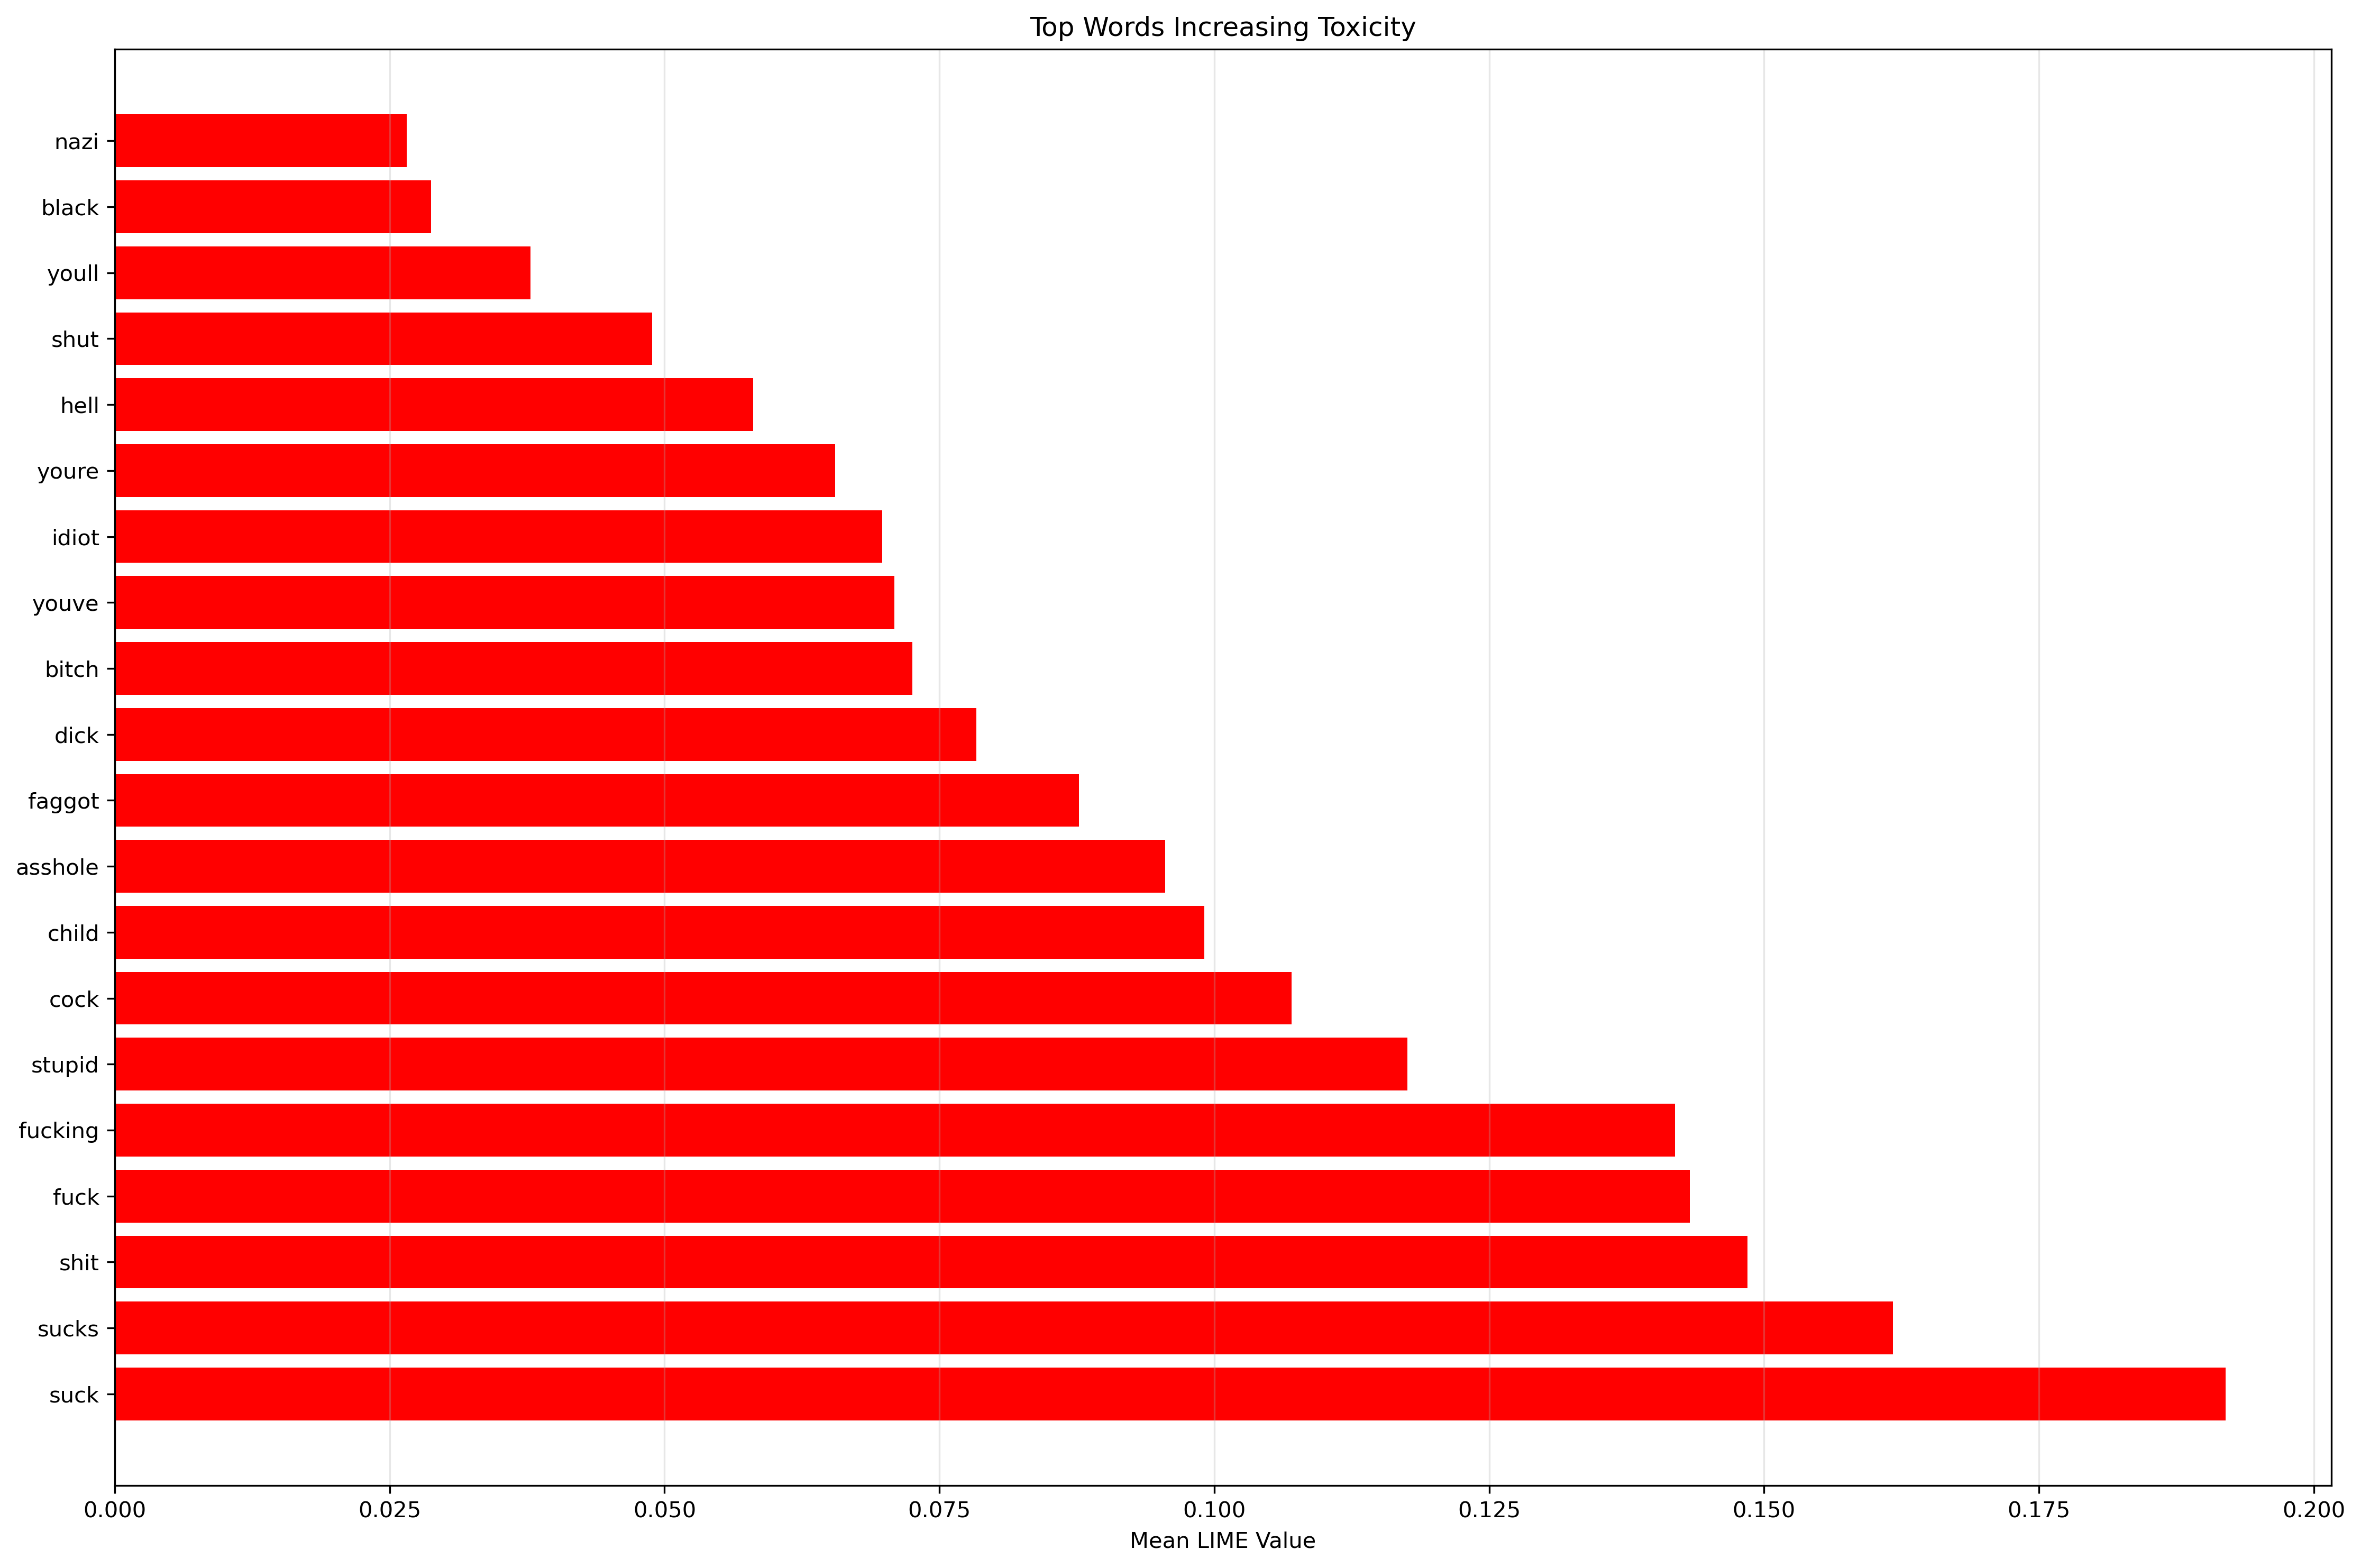 Top Words Increasing Toxicity
nazi
black
youll
shut
hell
youre
idiot
youve
bitch
dick
faggot
asshole
child
cock
stupid
fucking
fuck
shit
sucks
suck
0.000 0.025 0.050 0.075 0.100 0.125 0.150 0.175 0.200
Mean LIME Value